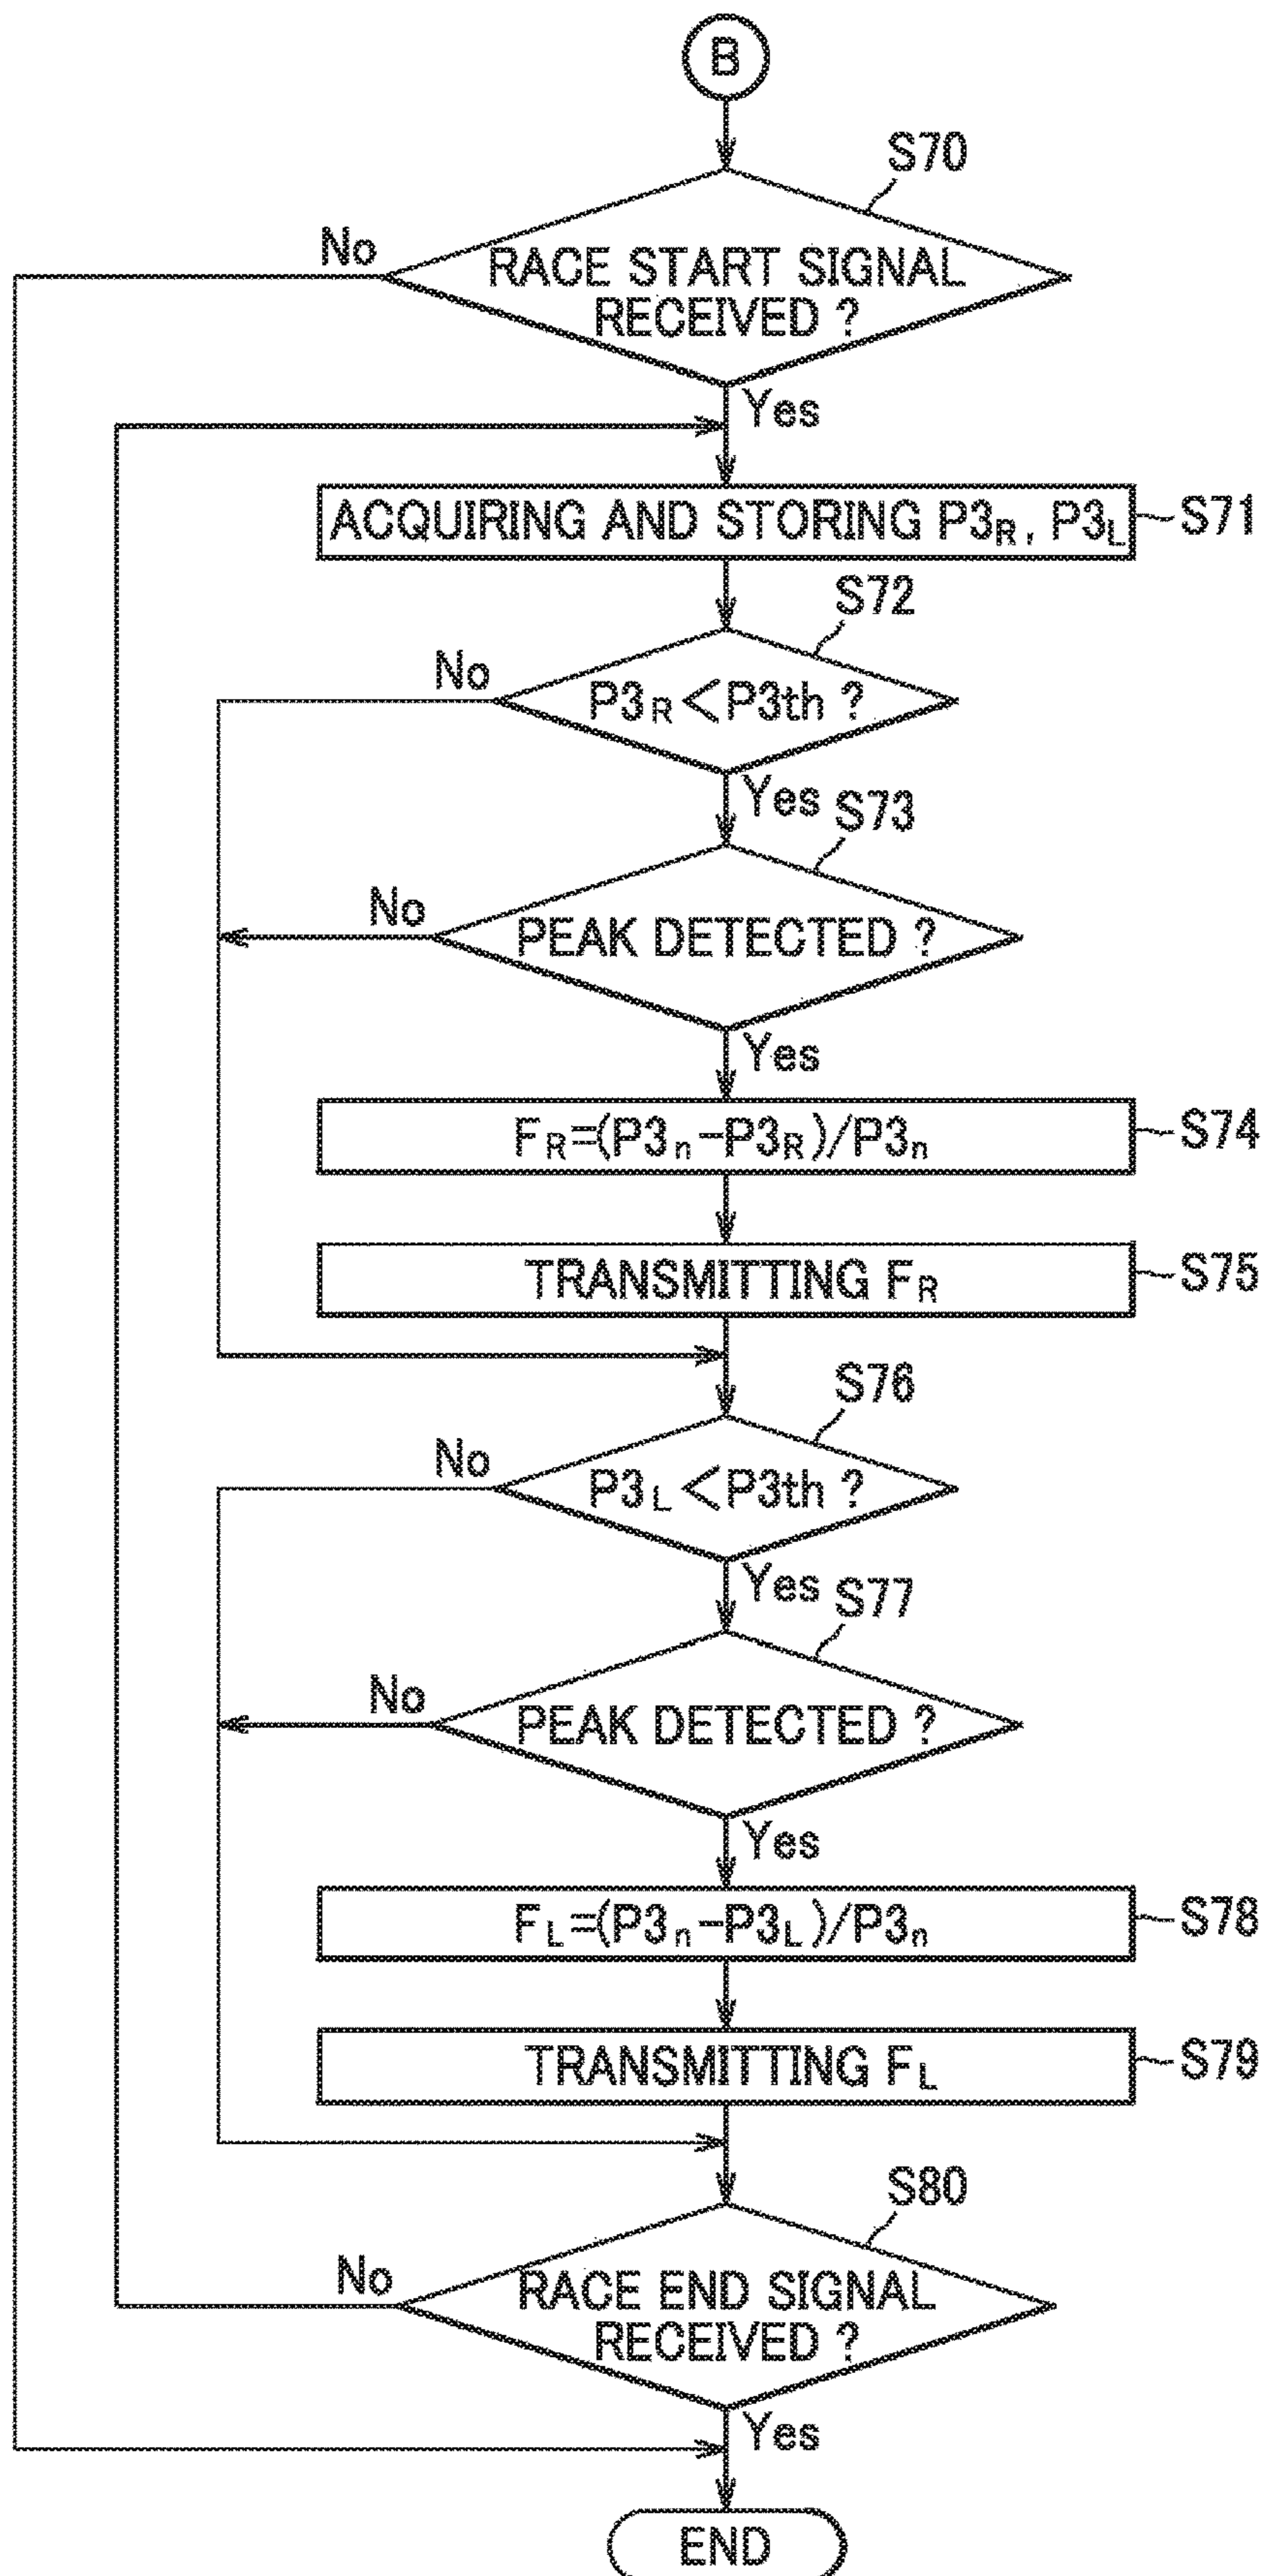 B
S70
No
RACE START SIGNAL
RECEIVED ?
Yes
ACQUIRING AND STORING P3R, P3L
S71
S72
No
P3R<P3th ?
Yes
S73
No
PEAK DETECTED ?
Yes
FR=(P3n-P3R)/P3n
S74
TRANSMITTING FR
S75
S76
No
P3L<P3th ?
Yes
S77
No
PEAK DETECTED ?
Yes
FL=(P3n-P3L)/P3n
S78
TRANSMITTING FL
S79
S80
No
RACE END SIGNAL
RECEIVED ?
Yes
END